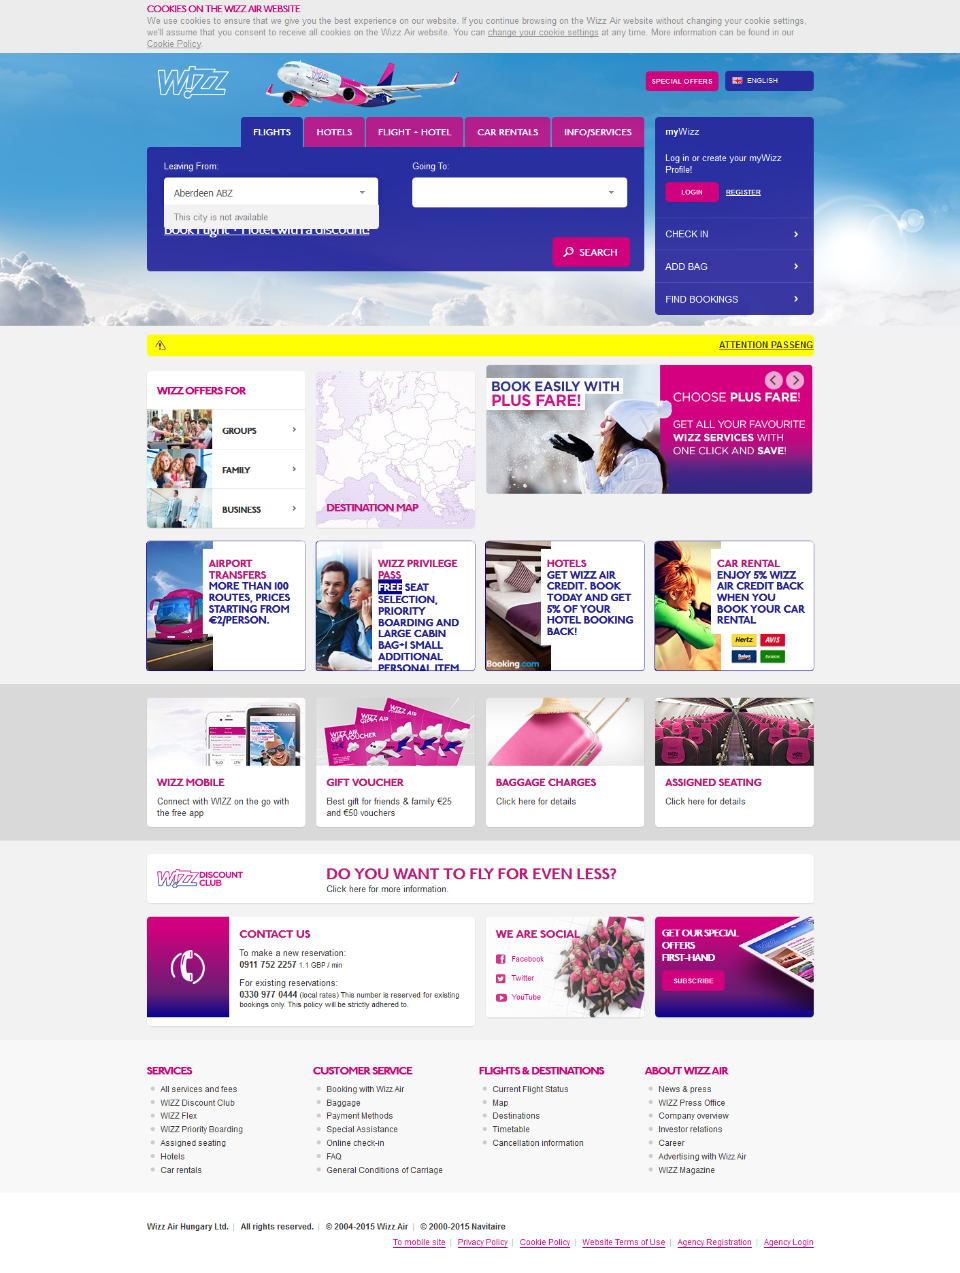 COOKIES ON THE WIZZ AIR WEBSITE
We use cookies to ensure that we give you the best experience on our website. If you continue browsing on the Wizz Air website without changing your cookie settings,
we'll assume that you consent to receive all cookies on the Wizz Air website. You can change your cookie settings at any time. More information can be found in our
Cookie Policy.
WIZZ
SPECIAL OFFERS
ENGLISH
FLIGHTS
HOTELS
FLIGHT + HOTEL
CAR RENTALS
INFO/SERVICES
Leaving From:
Going To:
Aberdeen ABZ
This city is not available
Book Flight + Hotel with a discount!
SEARCH
myWizz
Log in or create your myWizz
Profile!
LOGIN
REGISTER
CHECK IN
ADD BAG
FIND BOOKINGS
ATTENTION PASSENG
WIZZ OFFERS FOR
GROUPS
FAMILY
BUSINESS
DESTINATION MAP
BOOK EASILY WITH
PLUS FARE!
CHOOSE PLUS FARE!
GET ALL YOUR FAVOURITE
WIZZ SERVICES WITH
ONE CLICK AND SAVE!
AIRPORT
TRANSFERS
MORE THAN 100
ROUTES, PRICES
STARTING FROM
€2/PERSON.
WIZZ PRIVILEGE
PASS
FREE SEAT
SELECTION,
PRIORITY
BOARDING AND
LARGE CABIN
BAG+1 SMALL
ADDITIONAL
PERSONAL ITEM
HOTELS
GET WIZZ AIR
CREDIT. BOOK
TODAY AND GET
5% OF YOUR
HOTEL BOOKING
BACK!
Booking.com
CAR RENTAL
ENJOY 5% WIZZ
AIR CREDIT BACK
WHEN YOU
BOOK YOUR CAR
RENTAL
Hertz
AVIS
WIZZ AIR
GIFT VOUCHER
WIZZ MOBILE
Connect with WIZZ on the go with
the free app
GIFT VOUCHER
Best gift for friends & family €25
and €50 vouchers
BAGGAGE CHARGES
Click here for details
ASSIGNED SEATING
Click here for details
WIZZ DISCOUNT
CLUB
DO YOU WANT TO FLY FOR EVEN LESS?
Click here for more information.
CONTACT US
To make a new reservation:
0911 752 2257 1.1 GBP / min
For existing reservations:
0330 977 0444 (local rates) This number is reserved for existing
bookings only. This policy will be strictly adhered to.
WE ARE SOCIAL
Facebook
Twitter
YouTube
GET OUR SPECIAL
OFFERS
FIRST-HAND
SUBSCRIBE
SERVICES
All services and fees
WIZZ Discount Club
WIZZ Flex
WIZZ Priority Boarding
Assigned seating
Hotels
Car rentals
CUSTOMER SERVICE
Booking with Wizz Air
Baggage
Payment Methods
Special Assistance
Online check-in
FAQ
General Conditions of Carriage
FLIGHTS & DESTINATIONS
Current Flight Status
Map
Destinations
Timetable
Cancellation information
ABOUT WIZZ AIR
News & press
WIZZ Press Office
Company overview
Investor relations
Career
Advertising with Wizz Air
WIZZ Magazine
Wizz Air Hungary Ltd. | All rights reserved. | © 2004-2015 Wizz Air | © 2000-2015 Navitaire
To mobile site | Privacy Policy | Cookie Policy | Website Terms of Use | Agency Registration | Agency Login